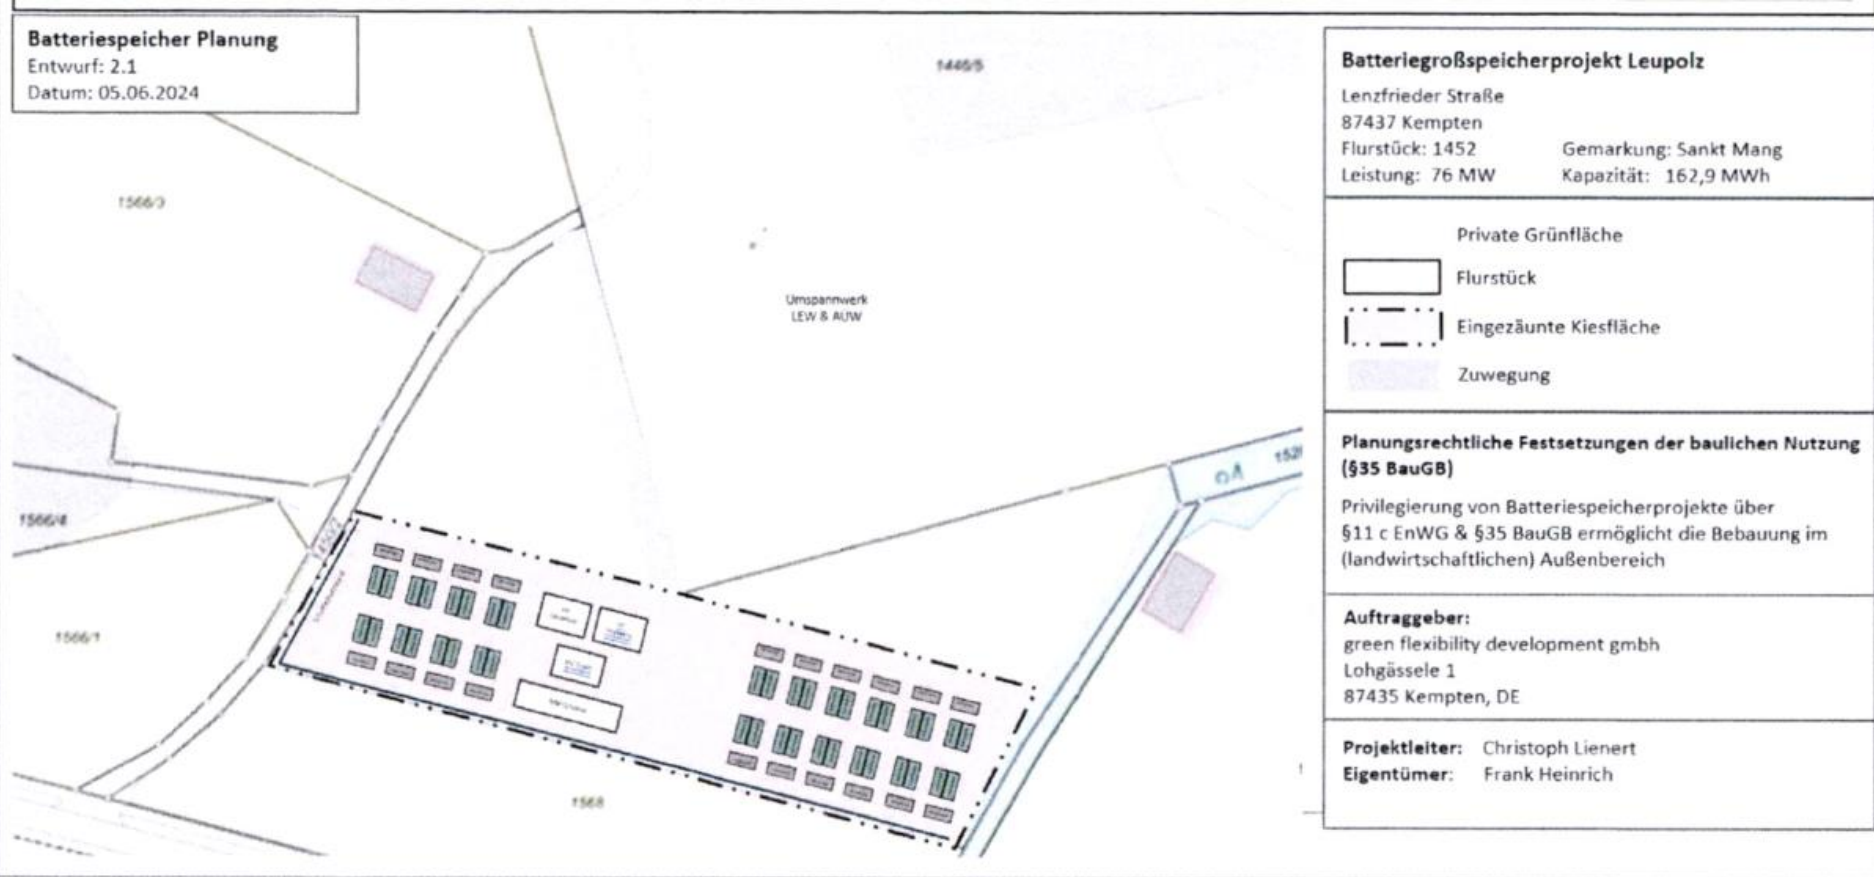 Batteriespeicher Planung
Entwurf: 2.1
Datum: 05.06.2024
1446/5
1566/3
Umspannwerk
LEW & AÜW
1566/4
1450/2
1566/1
1568
oA
Batteriegroßspeicherprojekt Leupolz
Lenzfrieder Straße
87437 Kempten
Flurstück: 1452 Gemarkung: Sankt Mang
Leistung: 76 MW Kapazität: 162,9 MWh
Private Grünfläche
Flurstück
Eingezäunte Kiesfläche
Zuwegung
Planungsrechtliche Festsetzungen der baulichen Nutzung
(§35 BauGB)
Privilegierung von Batteriespeicherprojekte über
§11 c EnWG & §35 BauGB ermöglicht die Bebauung im
(landwirtschaftlichen) Außenbereich
Auftraggeber:
green flexibility development gmbh
Lohgässele 1
87435 Kempten, DE
Projektleiter: Christoph Lienert
Eigentümer: Frank Heinrich